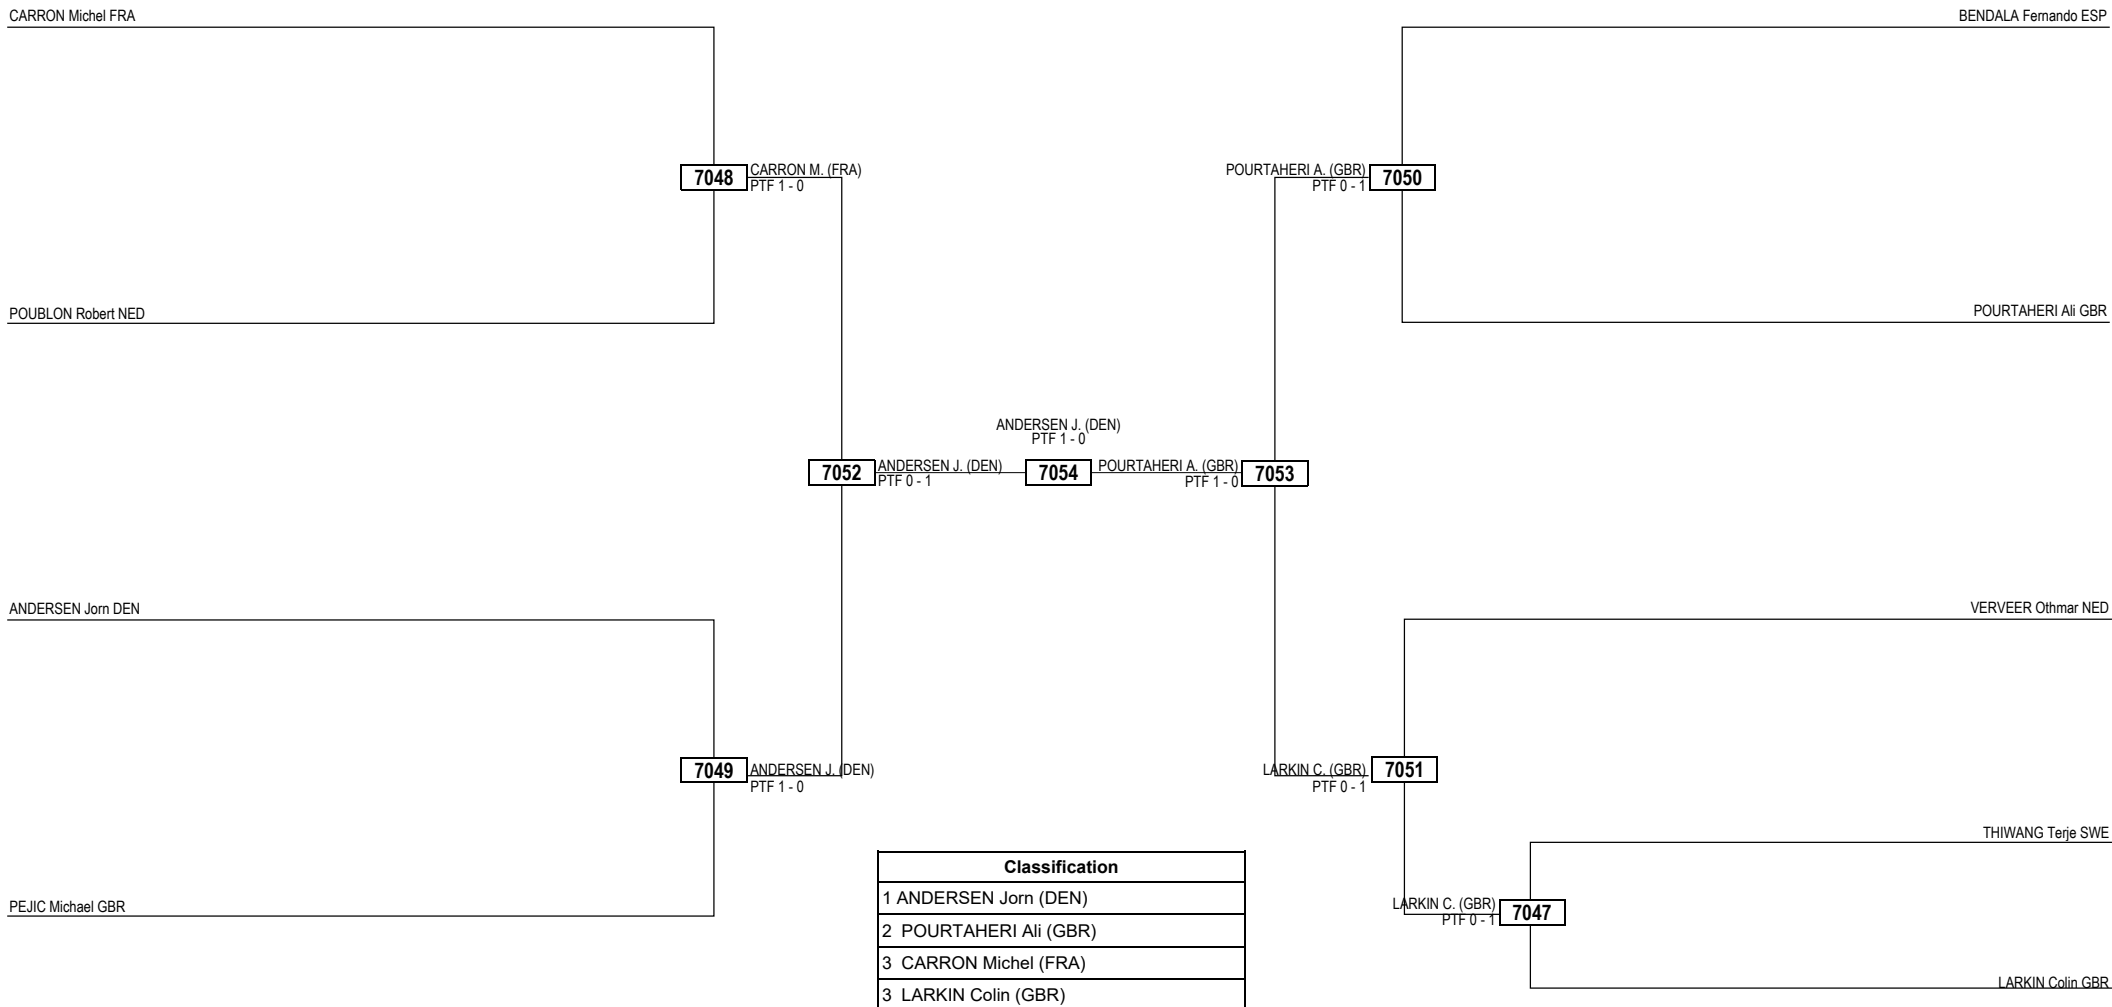 CARRON Michel FRA
BENDALA Fernando ESP
7048
CARRON M. (FRA)
PTF 1 - 0
POURTAHERI A. (GBR)
PTF 0 - 1
7050
POUBLON Robert NED
POURTAHERI Ali GBR
ANDERSEN J. (DEN)
PTF 1 - 0
7052
ANDERSEN J. (DEN)
PTF 0 - 1
7054
POURTAHERI A. (GBR)
PTF 1 - 0
7053
ANDERSEN Jorn DEN
VERVEER Othmar NED
7049
ANDERSEN J. (DEN)
PTF 1 - 0
LARKIN C. (GBR)
PTF 0 - 1
7051
THIWANG Terje SWE
PEJIC Michael GBR
LARKIN C. (GBR)
PTF 0 - 1
7047
LARKIN Colin GBR
Classification
1 ANDERSEN Jorn (DEN)
2 POURTAHERI Ali (GBR)
3 CARRON Michel (FRA)
3 LARKIN Colin (GBR)